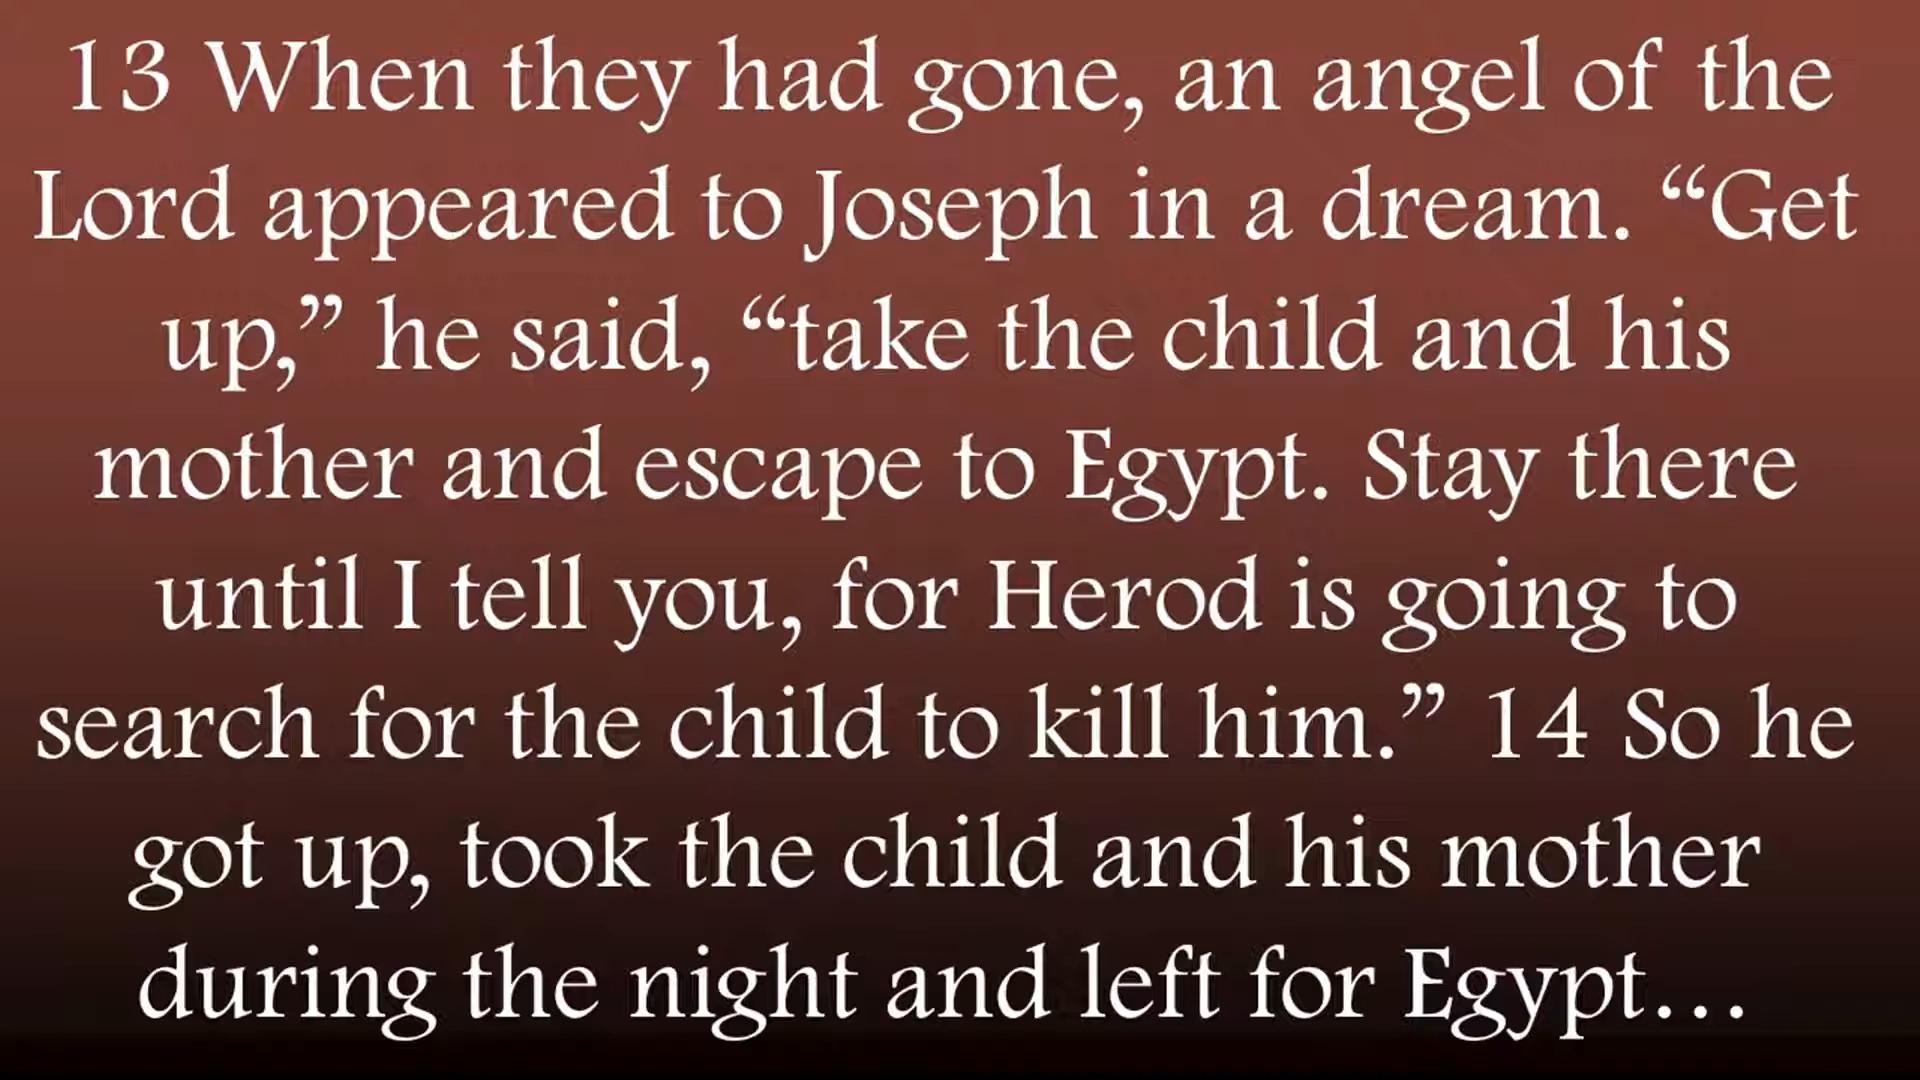 13 When they had gone, an angel of the
Lord appeared to Joseph in a dream. “Get
up,” he said, “take the child and his
mother and escape to Egypt. Stay there
until I tell you, for Herod is going to
search for the child to kill him.” 14 So he
got up, took the child and his mother
during the night and left for Egypt…